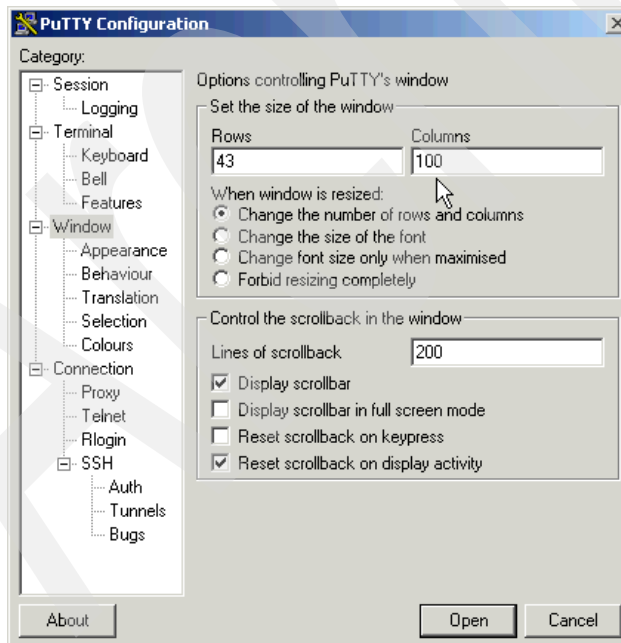 PuTTY Configuration
Category:
Session
Logging
Terminal
Keyboard
Bell
Features
Window
Appearance
Behaviour
Translation
Selection
Colours
Connection
Proxy
Telnet
Rlogin
SSH
Auth
Tunnels
Bugs
Options controlling PuTTY's window
Set the size of the window
Rows Columns
43 100
When window is resized:
Change the number of rows and columns
Change the size of the font
Change font size only when maximised
Forbid resizing completely
Control the scrollback in the window
Lines of scrollback 200
Display scrollbar
Display scrollbar in full screen mode
Reset scrollback on keypress
Reset scrollback on display activity
About Open Cancel